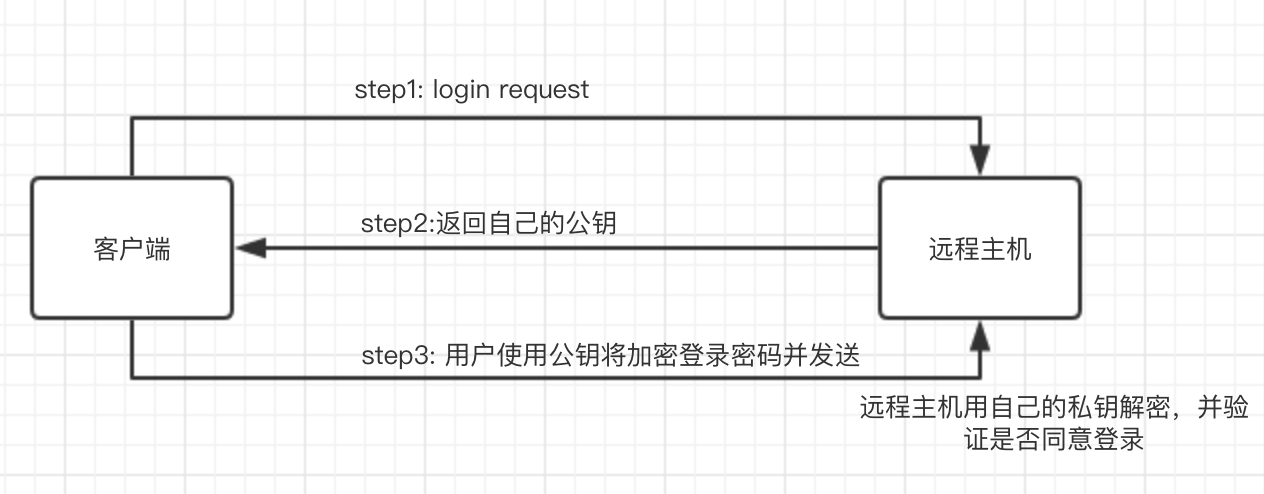 step1: login request
step2:返回自己的公钥
客户端
远程主机
step3: 用户使用公钥将加密登录密码并发送
远程主机用自己的私钥解密，并验
证是否同意登录